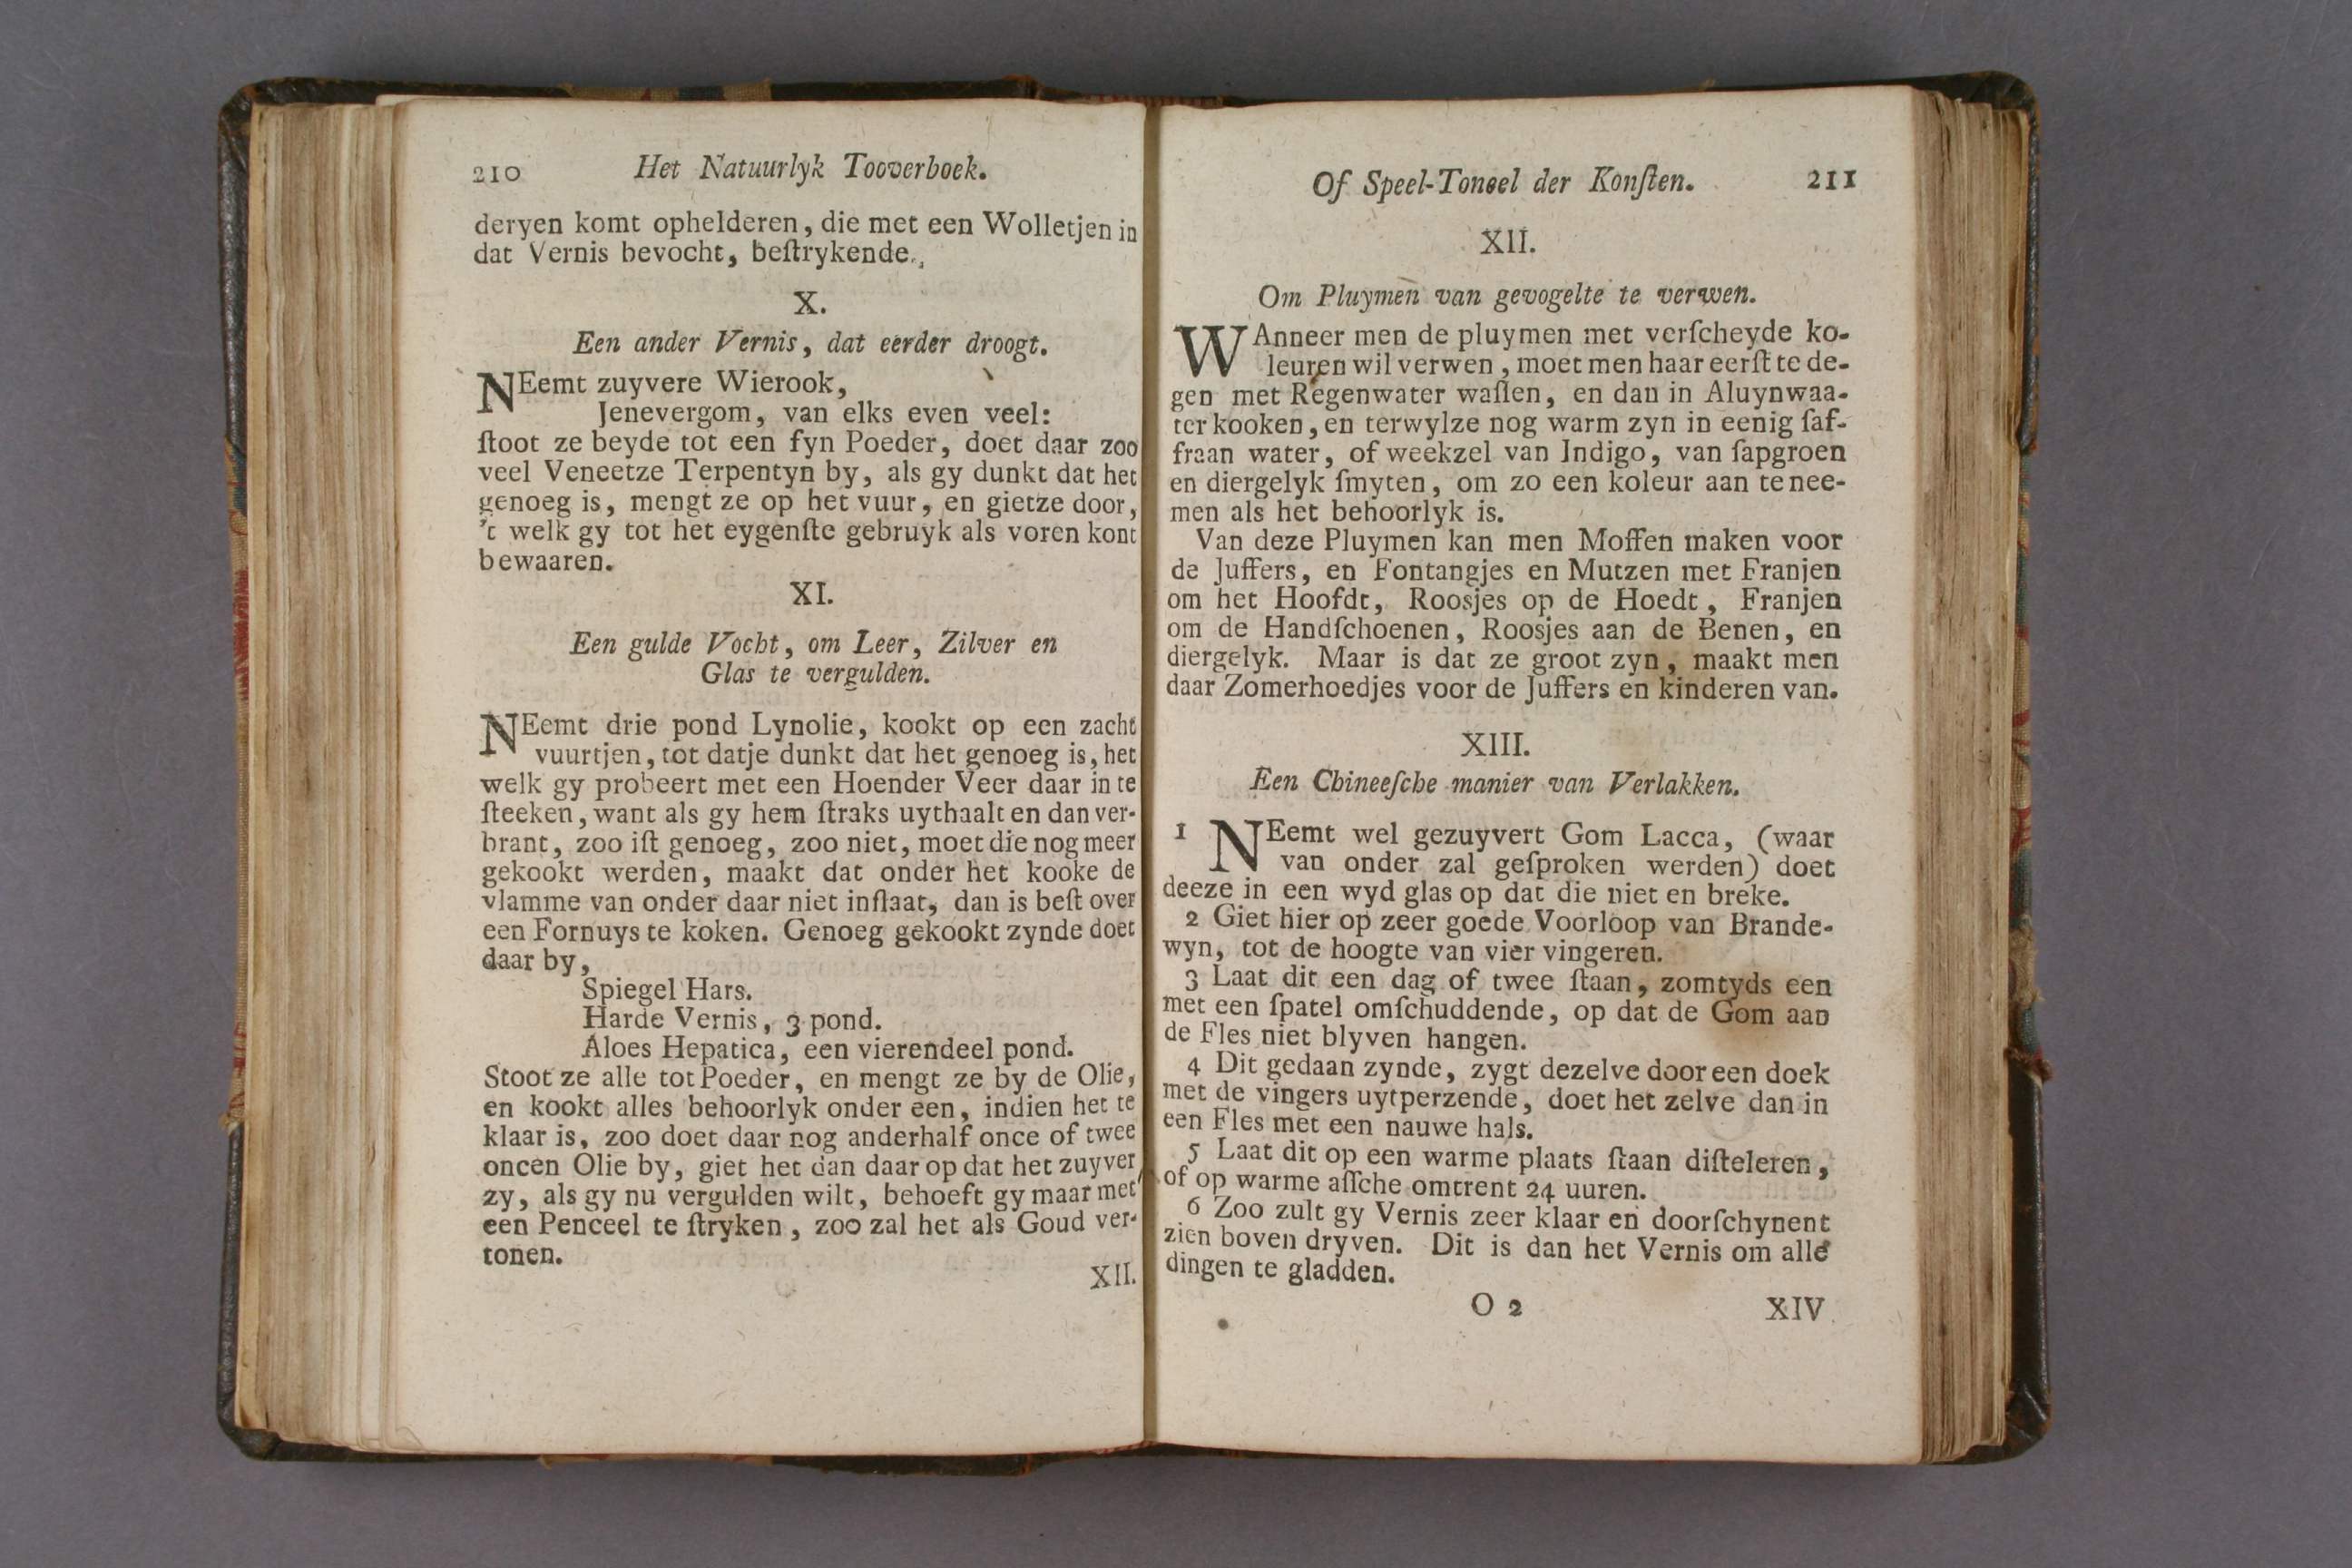 210 Het Natuurlyk Tooverboek.
deryen komt ophelderen, die met een Wolletjen in
dat Vernis bevocht, beſtrykende.
X.
Een ander Vernis, dat eerder droogt.
NEemt zuyvere Wierook,
Jenevergom, van elks even veel:
ſtoot ze beyde tot een fyn Poeder, doet daar zoo
veel Veneetze Terpentyn by, als gy dunkt dat het
genoeg is, mengt ze op het vuur, en gietze door,
't welk gy tot het eygenſte gebruyk als voren kont
bewaaren.
XI.
Een gulde Vocht, om Leer, Zilver en
Glas te vergulden.
NEemt drie pond Lynolie, kookt op een zacht
vuurtjen, tot datje dunkt dat het genoeg is, het
welk gy probeert met een Hoender Veer daar in te
ſteeken, want als gy hem ſtraks uythaalt en dan ver-
brant, zoo iſt genoeg, zoo niet, moet die nog meer
gekookt werden, maakt dat onder het kooke de
vlamme van onder daar niet inſlaat, dan is beſt over
een Fornuys te koken. Genoeg gekookt zynde doet
daar by,
Spiegel Hars.
Harde Vernis, 3 pond.
Aloes Hepatica, een vierendeel pond.
Stoot ze alle tot Poeder, en mengt ze by de Olie,
en kookt alles behoorlyk onder een, indien het te
klaar is, zoo doet daar nog anderhalf once of twee
oncen Olie by, giet het dan daar op dat het zuyver
zy, als gy nu vergulden wilt, behoeft gy maar met
een Penceel te ſtryken, zoo zal het als Goud ver-
tonen.
XII.
Of Speel-Toneel der Konſten. 211
XII.
Om Pluymen van gevogelte te verwen.
WAnneer men de pluymen met verſcheyde ko-
leuren wil verwen, moet men haar eerſt te de-
gen met Regenwater waſſen, en dan in Aluynwaa-
ter kooken, en terwylze nog warm zyn in eenig ſaf-
fraan water, of weekzel van Indigo, van ſapgroen
en diergelyk ſmyten, om zo een koleur aan te nee-
men als het behoorlyk is.
Van deze Pluymen kan men Moffen maken voor
de Juffers, en Fontangjes en Mutzen met Franjen
om het Hoofdt, Roosjes op de Hoedt, Franjen
om de Handſchoenen, Roosjes aan de Benen, en
diergelyk. Maar is dat ze groot zyn, maakt men
daar Zomerhoedjes voor de Juffers en kinderen van.
XIII.
Een Chineeſche manier van Verlakken.
1 NEemt wel gezuyvert Gom Lacca, (waar
van onder zal geſproken werden) doet
deeze in een wyd glas op dat die niet en breke.
2 Giet hier op zeer goede Voorloop van Brande-
wyn, tot de hoogte van vier vingeren.
3 Laat dit een dag of twee ſtaan, zomtyds een
met een ſpatel omſchuddende, op dat de Gom aan
de Fles niet blyven hangen.
4 Dit gedaan zynde, zygt dezelve door een doek
met de vingers uytperzende, doet het zelve dan in
een Fles met een nauwe hals.
5 Laat dit op een warme plaats ſtaan diſteleren,
of op warme aſſche omtrent 24 uuren.
6 Zoo zult gy Vernis zeer klaar en doorſchynent
zien boven dryven. Dit is dan het Vernis om alle
dingen te gladden.
O 2 XIV